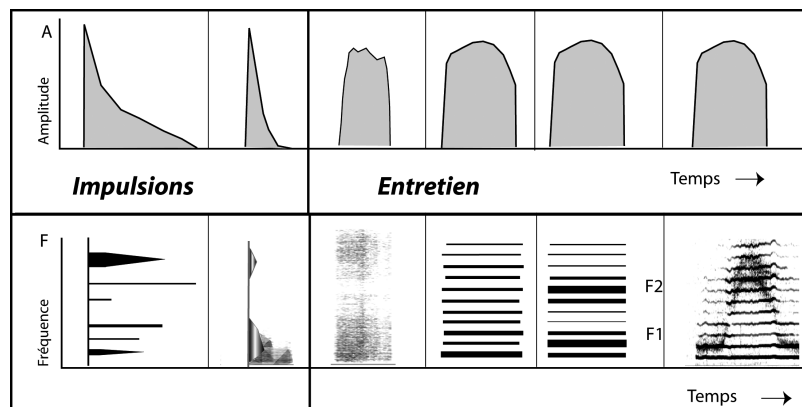 A
Amplitude
Impulsions
Entretien
Temps
F
Fréquence
F2
F1
Temps